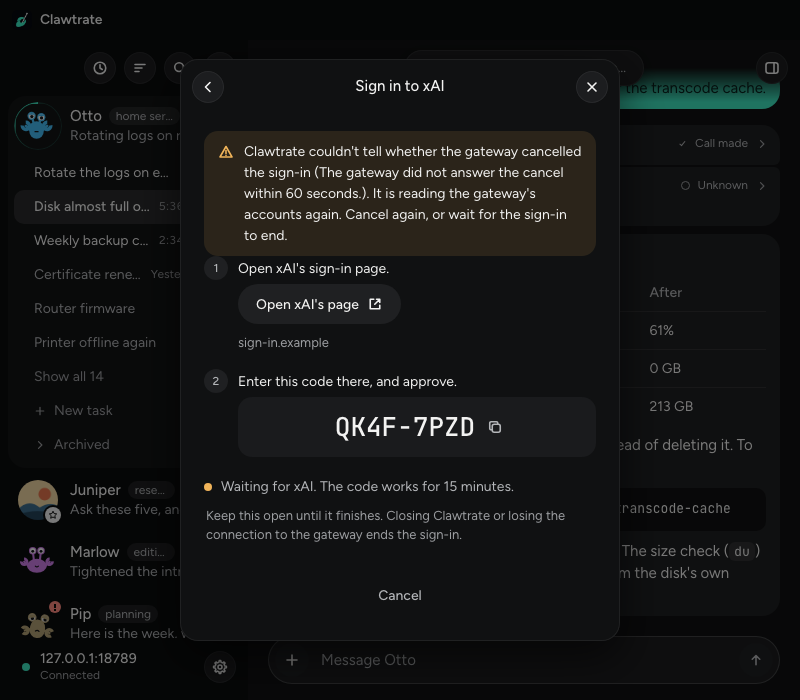 Clawtrate
Sign in to xAI
Clawtrate couldn't tell whether the gateway cancelled
the sign-in (The gateway did not answer the cancel
within 60 seconds.). It is reading the gateway's
accounts again. Cancel again, or wait for the sign-in
to end.
1 Open xAI's sign-in page.
Open xAI's page
sign-in.example
2 Enter this code there, and approve.
QK4F-7PZD
Waiting for xAI. The code works for 15 minutes.
Keep this open until it finishes. Closing Clawtrate or losing the
connection to the gateway ends the sign-in.
Cancel
Otto home ser...
Rotating logs on
Rotate the logs on e...
Disk almost full o... 5:3
Weekly backup c... 2:3
Certificate rene... Yeste
Router firmware
Printer offline again
Show all 14
New task
Archived
Juniper rese...
Ask these five, an
Marlow editi...
Tightened the intr
Pip planning
Here is the week.
127.0.0.1:18789
Connected
the transcode cache.
Call made
Unknown
After
61%
0 GB
213 GB
ead of deleting it. To
transcode-cache
The size check ( du )
m the disk's own
Message Otto